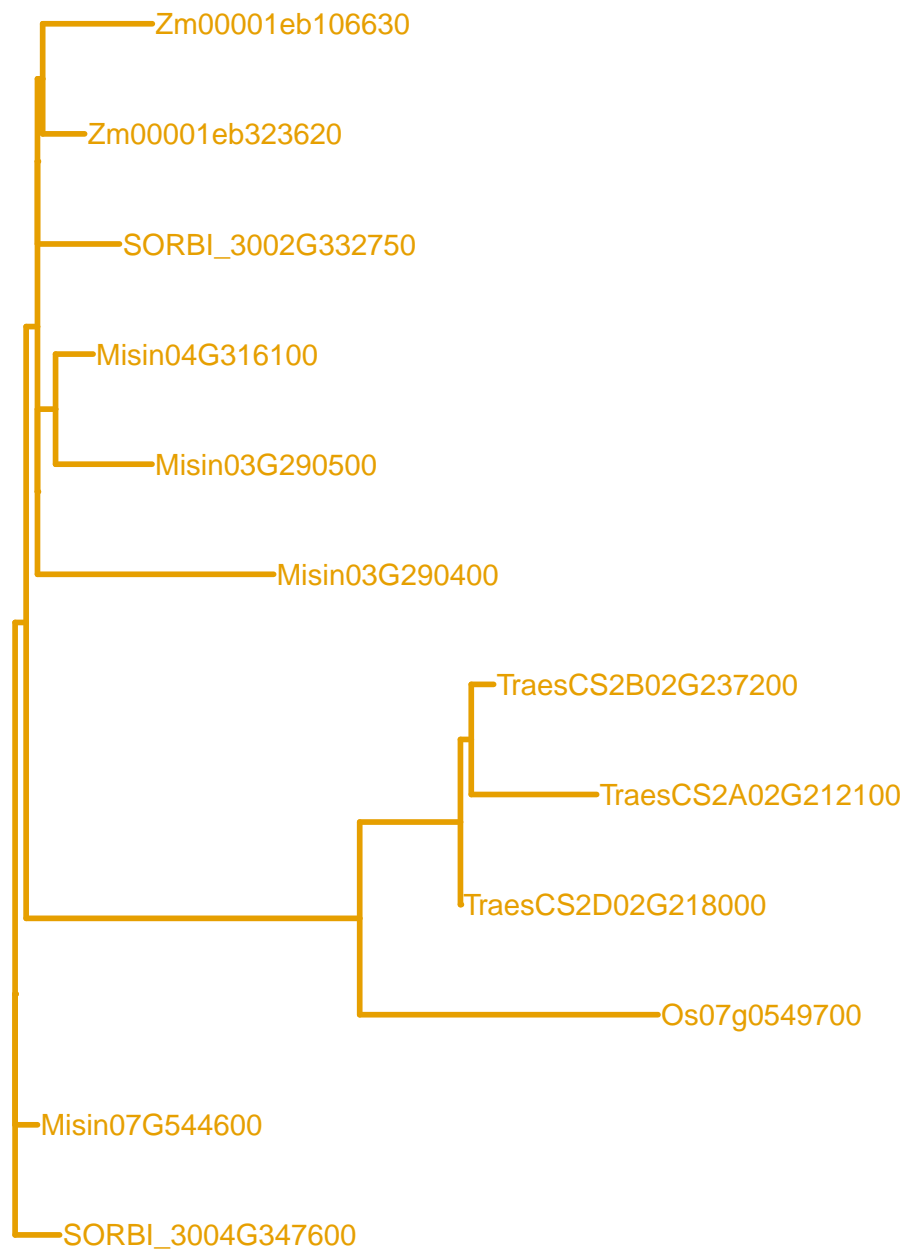 Zm00001eb106630
Zm00001eb323620
SORBI_3002G332750
Misin04G316100
Misin03G290500
Misin03G290400
TraesCS2B02G237200
TraesCS2A02G212100
TraesCS2D02G218000
Os07g0549700
Misin07G544600
SORBI_3004G347600